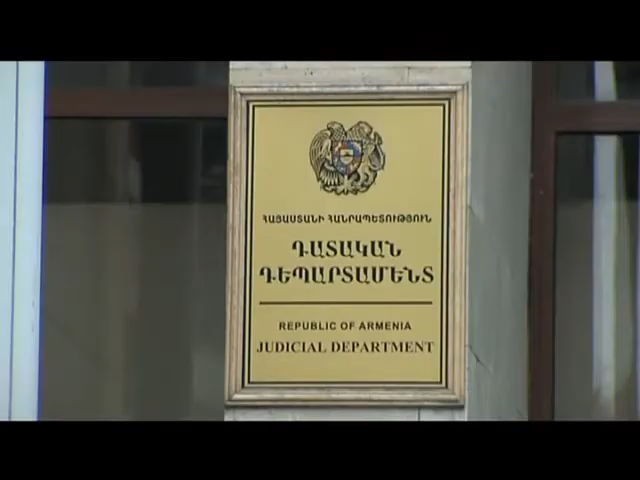 ՀԱՅԱՍՏԱՆԻ ՀԱՆՐԱՊԵՏՈՒԹՅՈՒՆ
ԴԱՏԱԿԱՆ
ԴԵՊԱՐՏԱՄԵՆՏ
REPUBLIC OF ARMENIA
JUDICIAL DEPARTMENT